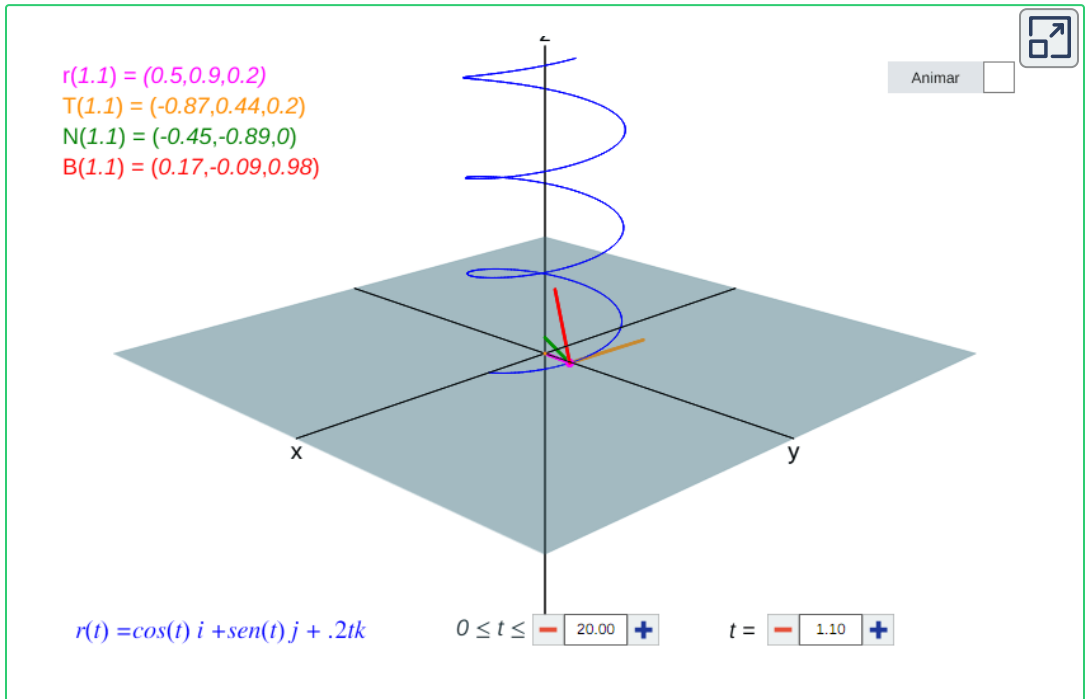 z
r(1.1) = (0.5,0.9,0.2)
Animar
T(1.1) = (-0.87,0.44,0.2)
N(1.1) = (-0.45,-0.89,0)
B(1.1) = (0.17,-0.09,0.98)
x
y
r(t) =cos(t) i +sen(t) j + .2tk
0 ≤ t ≤ − 20.00 +
t = − 1.10 +